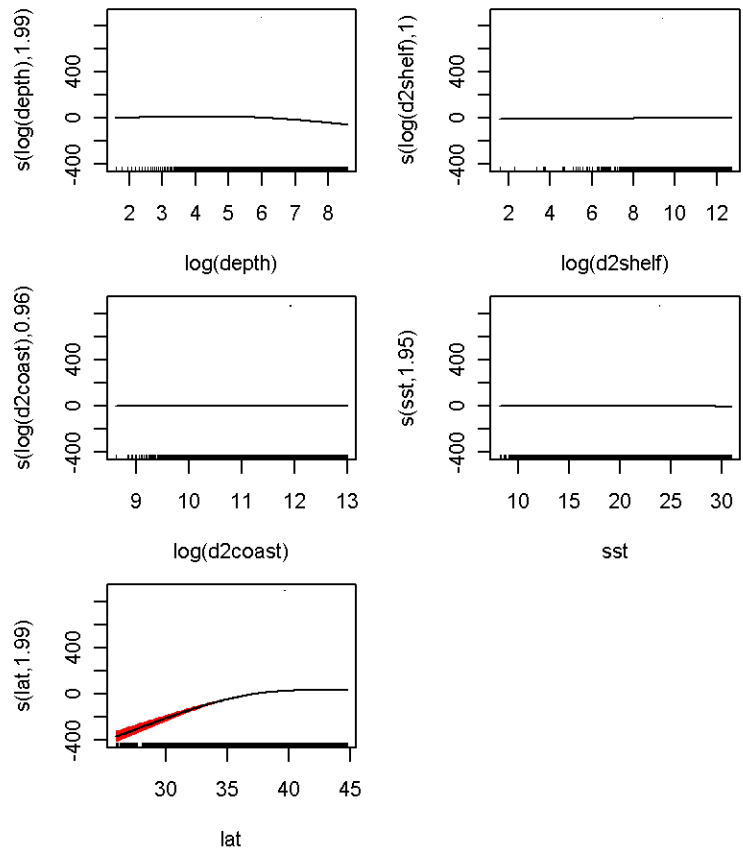 s(log(depth),1.99)
400
0
-400
2 3 4 5 6 7 8
log(depth)
s(log(d2shelf),1)
400
0
-400
2 4 6 8 10 12
log(d2shelf)
s(log(d2coast),0.96)
400
0
-400
9 10 11 12 13
log(d2coast)
s(sst,1.95)
400
0
-400
10 15 20 25 30
sst
s(lat,1.99)
400
0
-400
30 35 40 45
lat